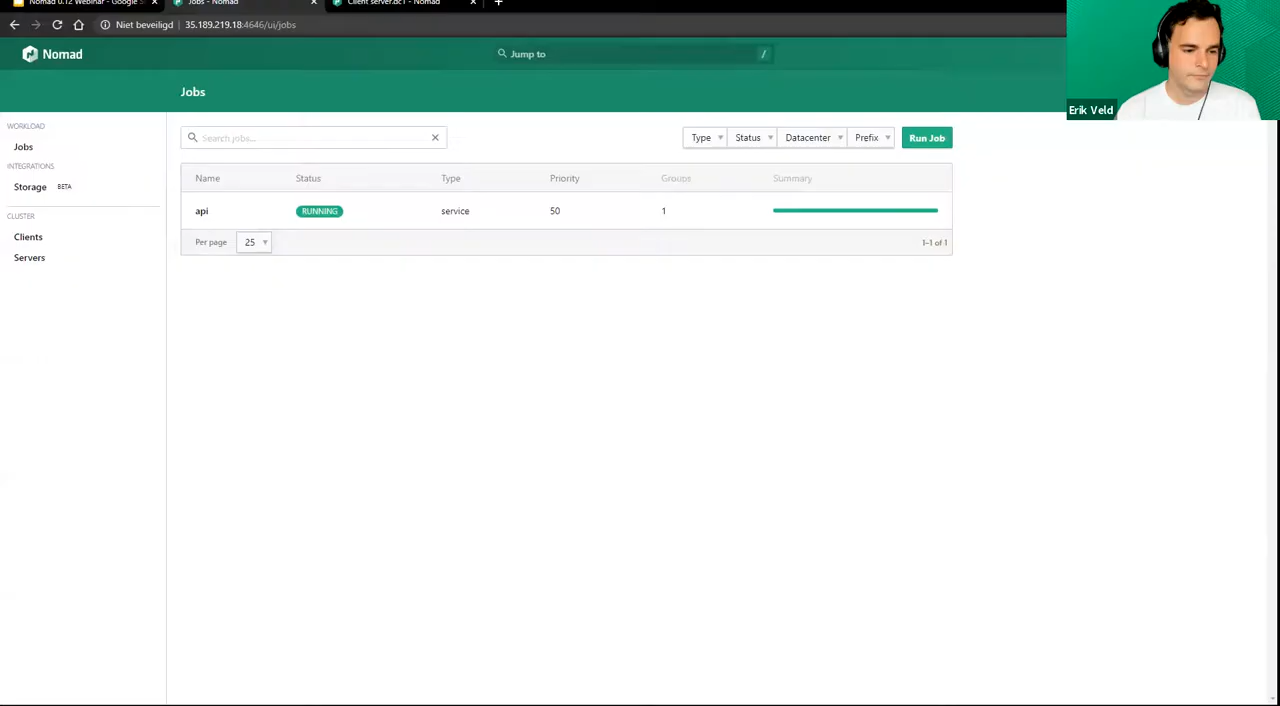 Nomad 0.12 Webinar - Google S
Jobs - Nomad
Client server.dc1 - Nomad
Niet beveiligd
35.189.219.18:4646/ui/jobs
Nomad
Jump to
/
Erik Veld
Jobs
WORKLOAD
Jobs
INTEGRATIONS
Storage BETA
CLUSTER
Clients
Servers
Search jobs...
Type Status Datacenter Prefix Run Job
Name Status Type Priority Groups Summary
api RUNNING service 50 1
Per page 25 1–1 of 1